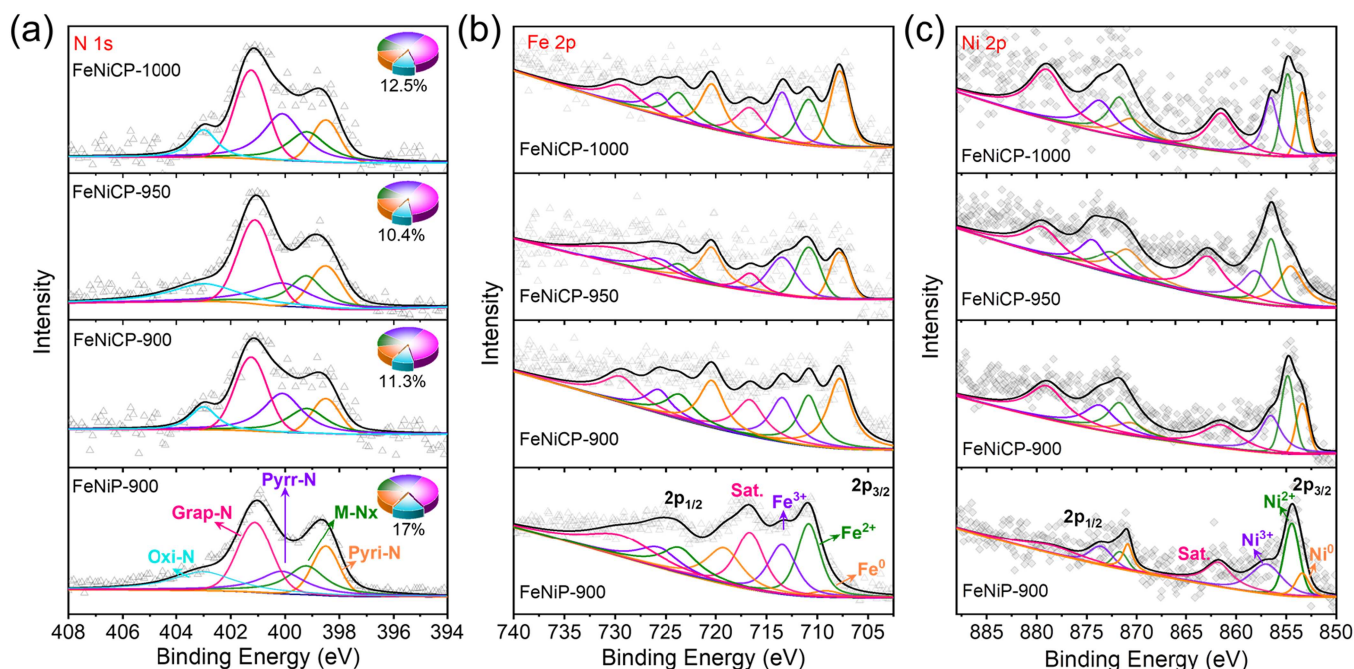 (a)
N 1s
FeNiCP-1000
12.5%
FeNiCP-950
10.4%
FeNiCP-900
11.3%
FeNiP-900
Pyrr-N
Grap-N
M-Nx
Oxi-N
Pyri-N
17%
Intensity
408 406 404 402 400 398 396 394
Binding Energy (eV)
(b)
Fe 2p
FeNiCP-1000
FeNiCP-950
FeNiCP-900
2p1/2
Sat.
2p3/2
Fe3+
Fe2+
Fe0
FeNiP-900
Intensity
740 735 730 725 720 715 710 705
Binding Energy (eV)
(c)
Ni 2p
FeNiCP-1000
FeNiCP-950
FeNiCP-900
2p3/2
Ni2+
2p1/2
Sat.
Ni3+
Ni0
FeNiP-900
Intensity
885 880 875 870 865 860 855 850
Binding Energy (eV)